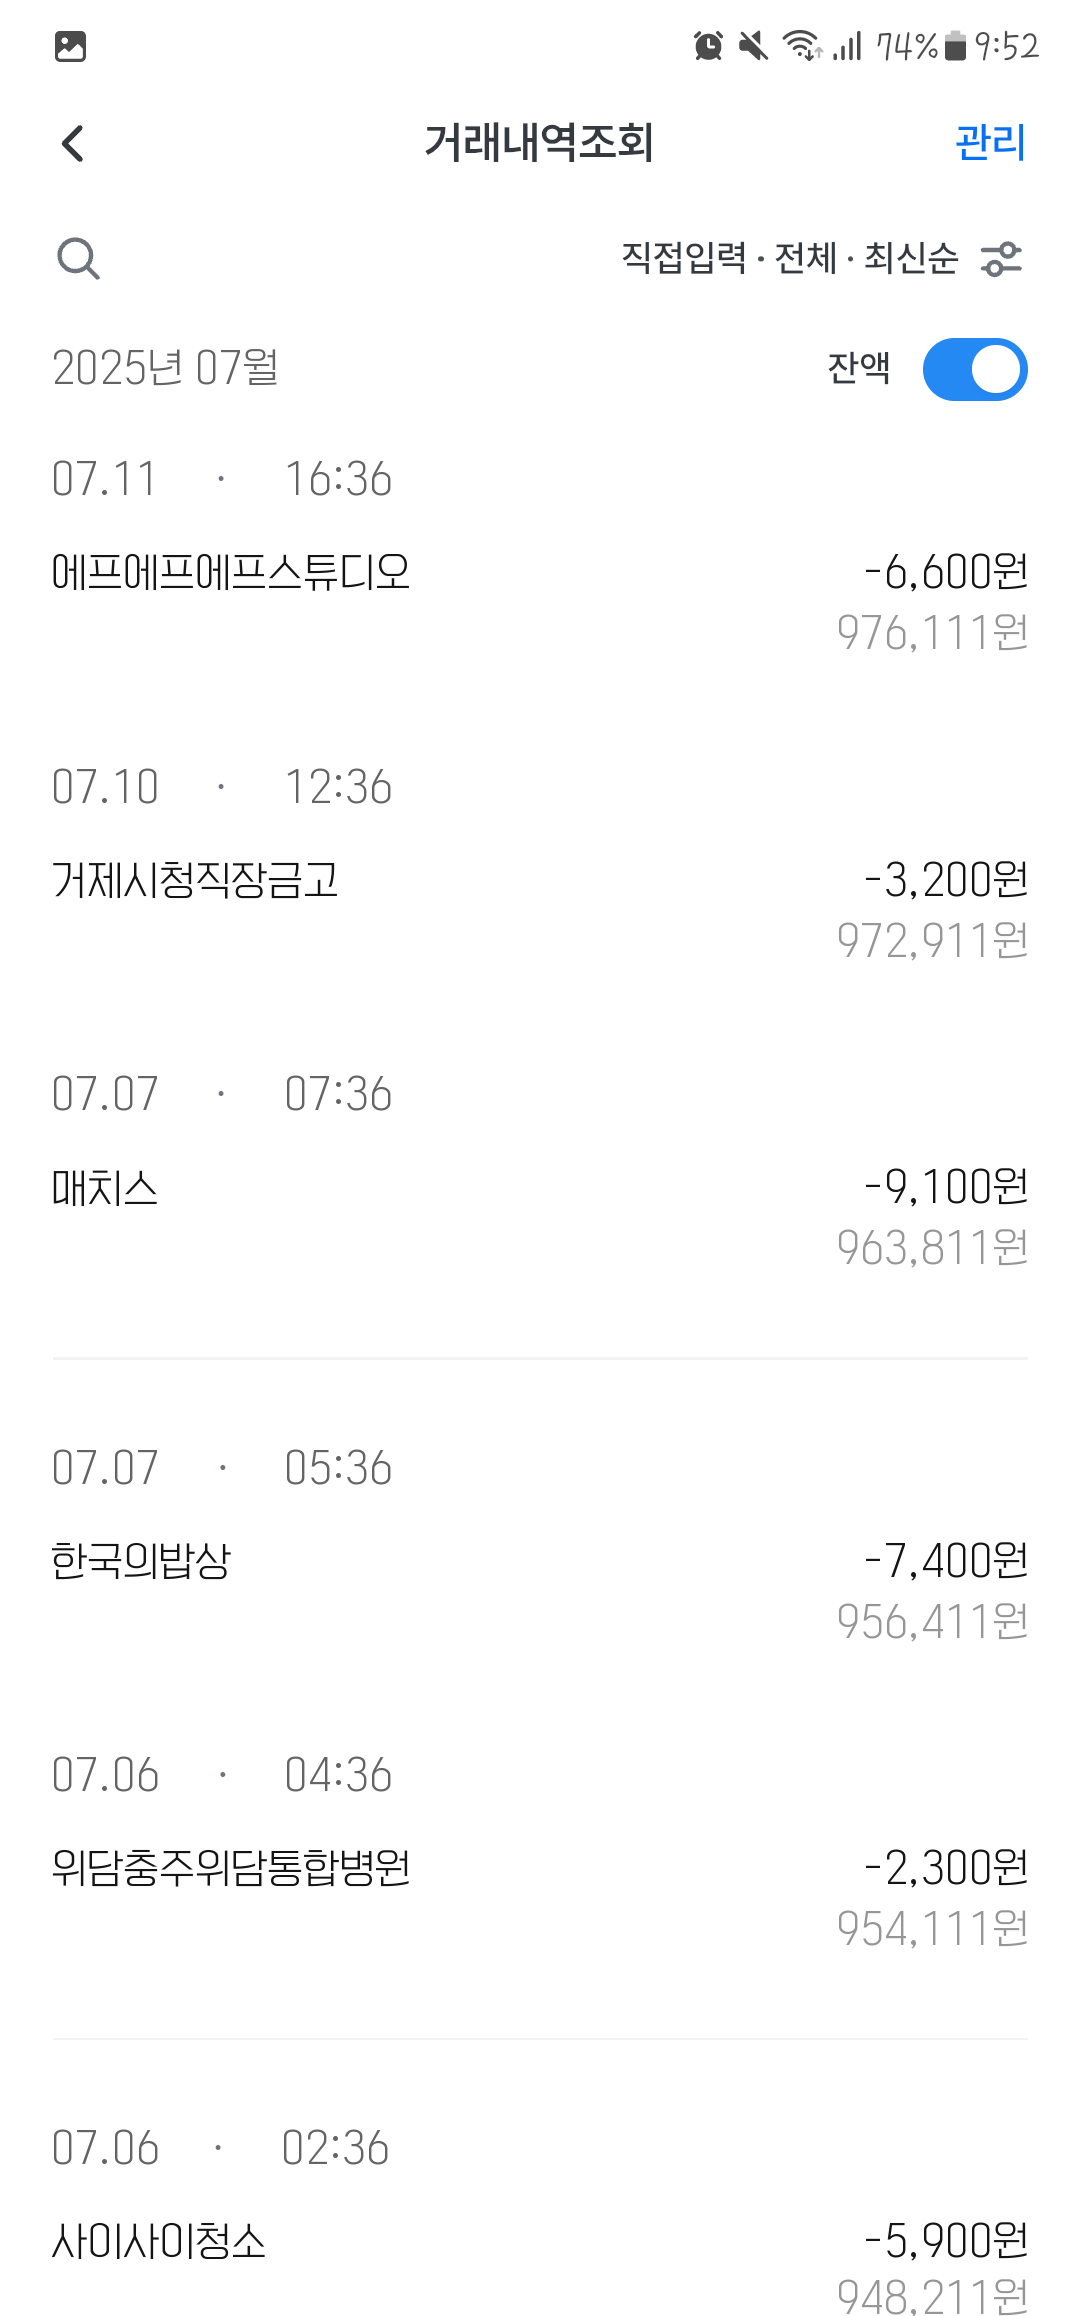 74% 9:52
거래내역조회 관리
직접입력 · 전체 · 최신순
2025년 07월 잔액
07.11 · 16:36
에프에프에프스튜디오 -6,600원
976,111원
07.10 · 12:36
거제시청직장금고 -3,200원
972,911원
07.07 · 07:36
매치스 -9,100원
963,811원
07.07 · 05:36
한국의밥상 -7,400원
956,411원
07.06 · 04:36
위담충주위담통합병원 -2,300원
954,111원
07.06 · 02:36
사이사이청소 -5,900원
948,211원